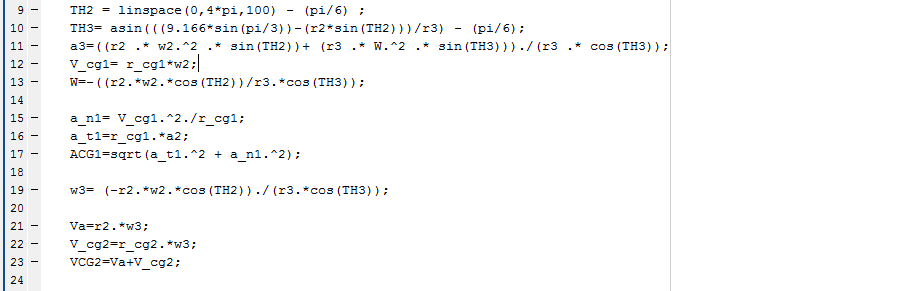 9 - TH2 = linspace(0,4*pi,100) - (pi/6) ;
10 - TH3= asin(((9.166*sin(pi/3))-(r2*sin(TH2)))/r3) - (pi/6);
11 - a3=((r2 .* w2.^2 .* sin(TH2))+ (r3 .* W.^2 .* sin(TH3)))./(r3 .* cos(TH3));
12 - V_cg1= r_cg1*w2;
13 - W=-((r2.*w2.*cos(TH2))/r3.*cos(TH3));
14
15 - a_n1= V_cg1.^2./r_cg1;
16 - a_t1=r_cg1.*a2;
17 - ACG1=sqrt(a_t1.^2 + a_n1.^2);
18
19 - w3= (-r2.*w2.*cos(TH2))./(r3.*cos(TH3));
20
21 - Va=r2.*w3;
22 - V_cg2=r_cg2.*w3;
23 - VCG2=Va+V_cg2;
24